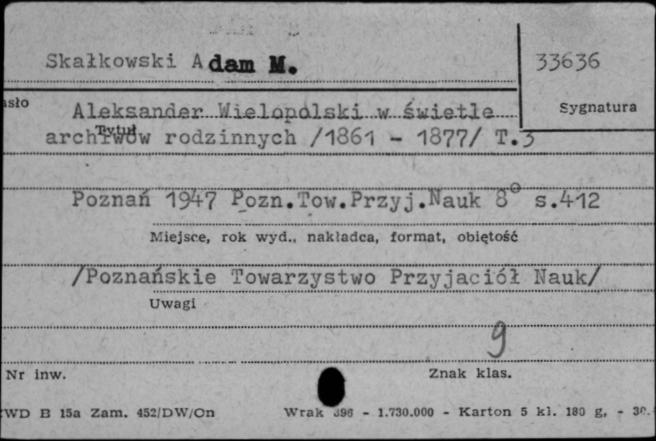 Skałkowski Adam M.
33636
asło
Aleksander Wielopolski w świetle
Sygnatura
Tytuł
archiwów rodzinnych /1861 - 1877/ T.3
Poznań 1947 Pozn.Tow.Przyj.Nauk 8° s.412
Miejsce, rok wyd., nakładca, format, objętość
/Poznańskie Towarzystwo Przyjaciół Nauk/
Uwagi
9
Nr inw.
Znak klas.
CWD B 15a Zam. 452/DW/On Wrak 396 - 1.730.000 - Karton 5 kl. 180 g, - 30.